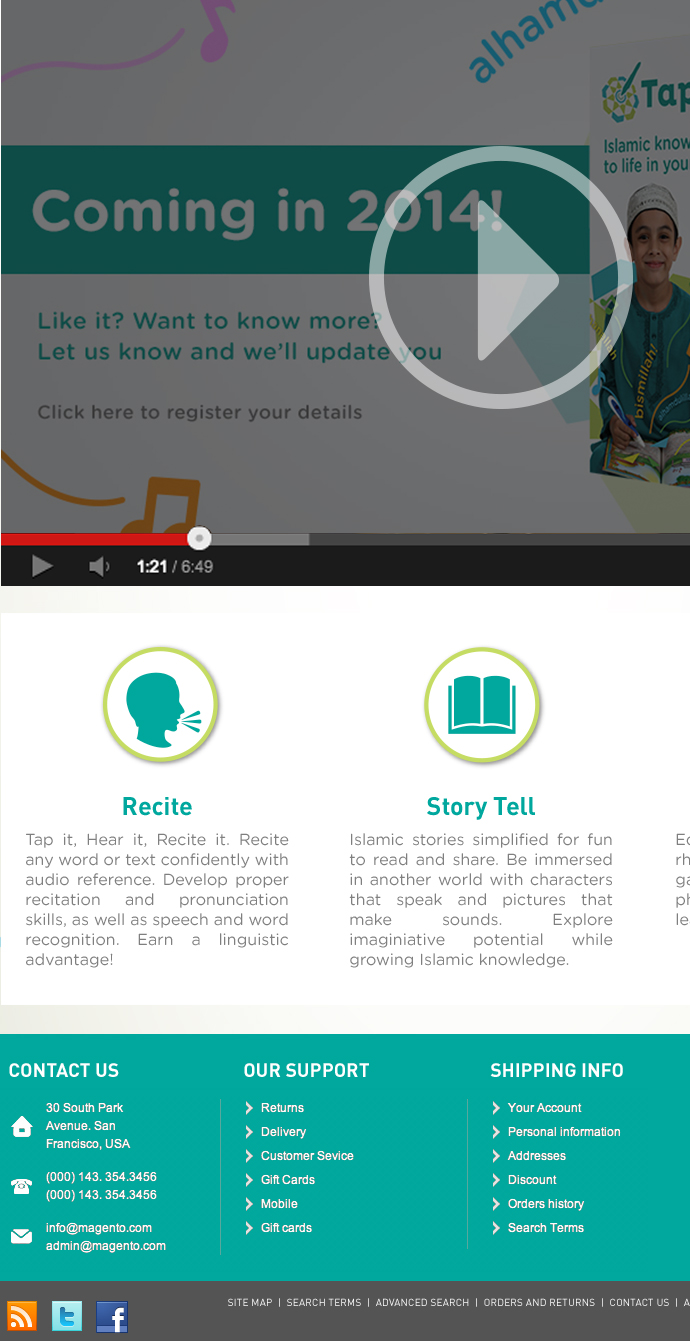 alham
Tap
Islamic know
to life in you
Coming in 2014!
Like it? Want to know more?
Let us know and we'll update you
Click here to register your details
bismillah!
1:21 / 6:49
Recite
Tap it, Hear it, Recite it. Recite
any word or text confidently with
audio reference. Develop proper
recitation and pronunciation
skills, as well as speech and word
recognition. Earn a linguistic
advantage!
Story Tell
Islamic stories simplified for fun
to read and share. Be immersed
in another world with characters
that speak and pictures that
make sounds. Explore
imaginiative potential while
growing Islamic knowledge.
CONTACT US
30 South Park
Avenue. San
Francisco, USA
(000) 143. 354.3456
(000) 143. 354.3456
info@magento.com
admin@magento.com
OUR SUPPORT
Returns
Delivery
Customer Sevice
Gift Cards
Mobile
Gift cards
SHIPPING INFO
Your Account
Personal information
Addresses
Discount
Orders history
Search Terms
SITE MAP | SEARCH TERMS | ADVANCED SEARCH | ORDERS AND RETURNS | CONTACT US | A